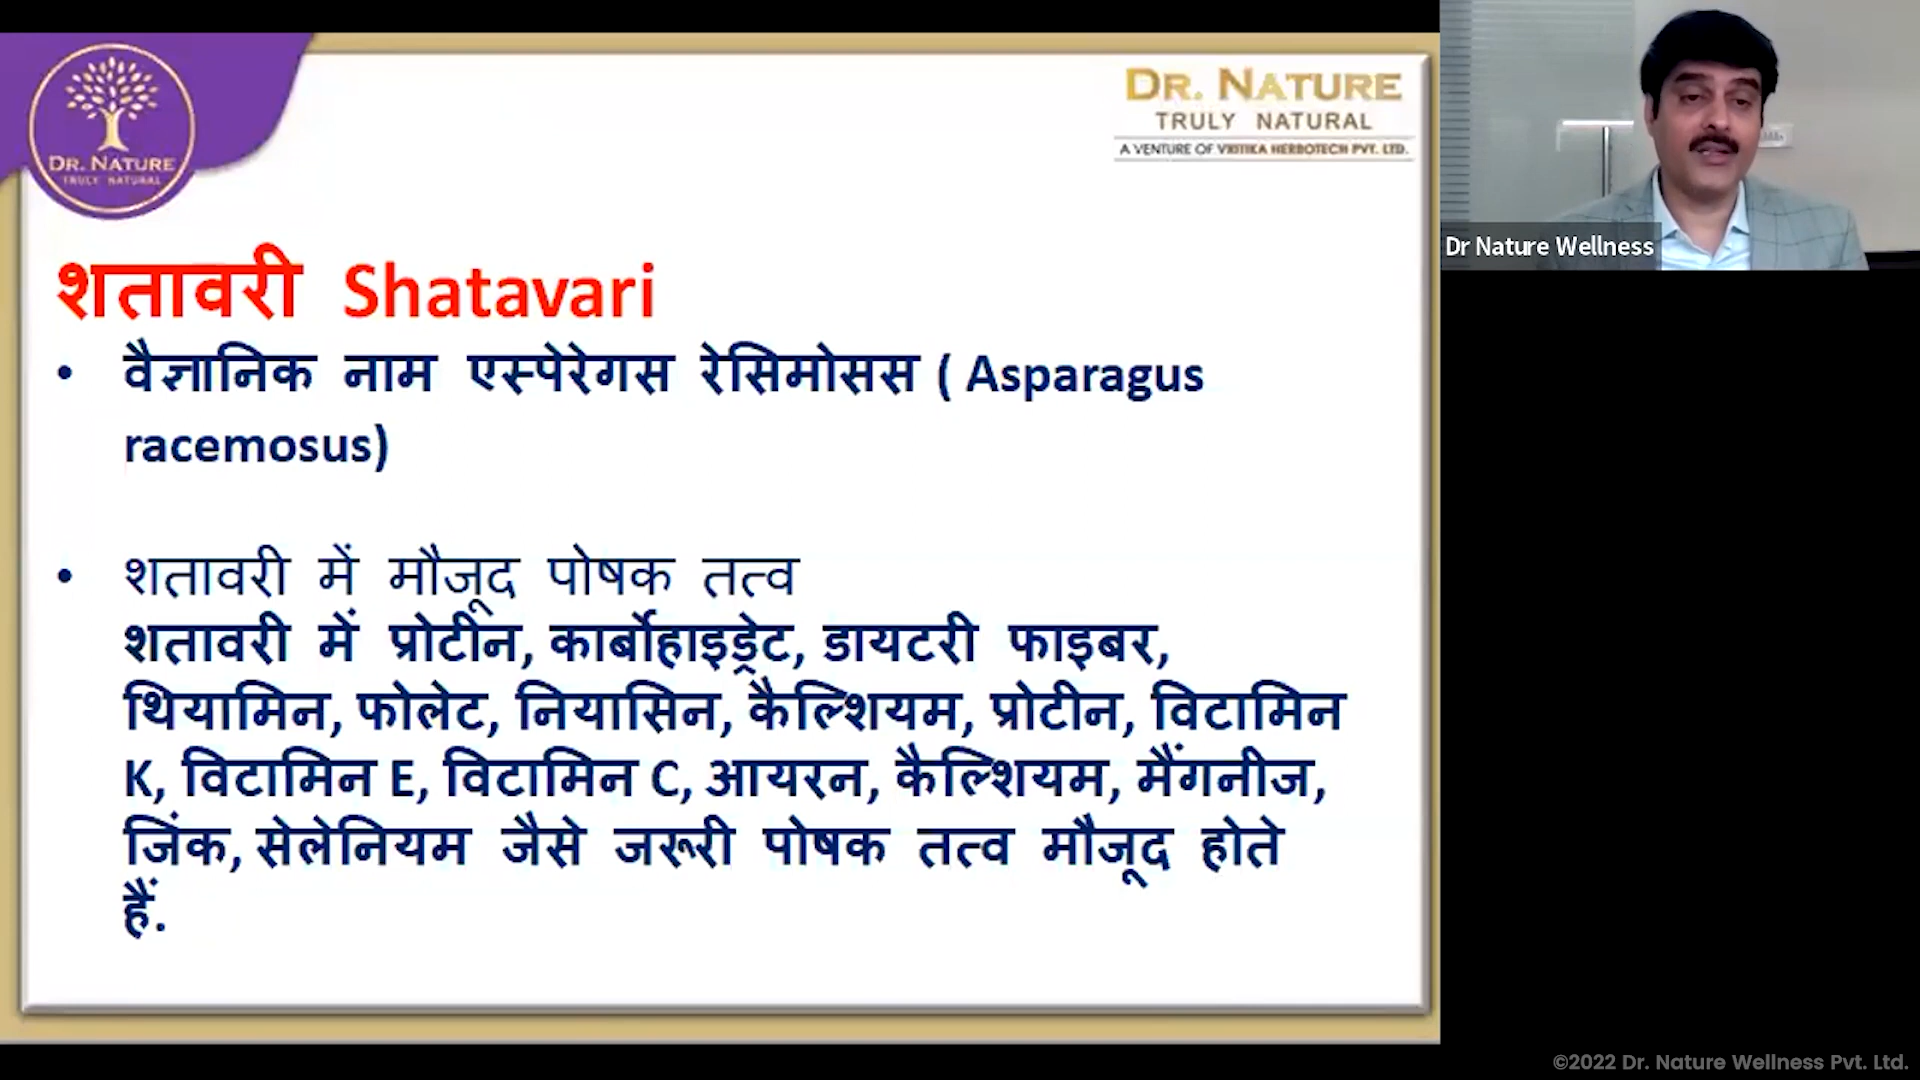 DR. NATURE
TRULY NATURAL
DR. NATURE
TRULY NATURAL
A VENTURE OF VRITIKA HERBOTECH PVT. LTD.
Dr Nature Wellness
शतावरी Shatavari
• वैज्ञानिक नाम एस्पेरेगस रेसिमोसस ( Asparagus
racemosus)
• शतावरी में मौजूद पोषक तत्व
शतावरी में प्रोटीन, कार्बोहाइड्रेट, डायटरी फाइबर,
थियामिन, फोलेट, नियासिन, कैल्शियम, प्रोटीन, विटामिन
K, विटामिन E, विटामिन C, आयरन, कैल्शियम, मैंगनीज,
जिंक, सेलेनियम जैसे जरूरी पोषक तत्व मौजूद होते
हैं.
©2022 Dr. Nature Wellness Pvt. Ltd.